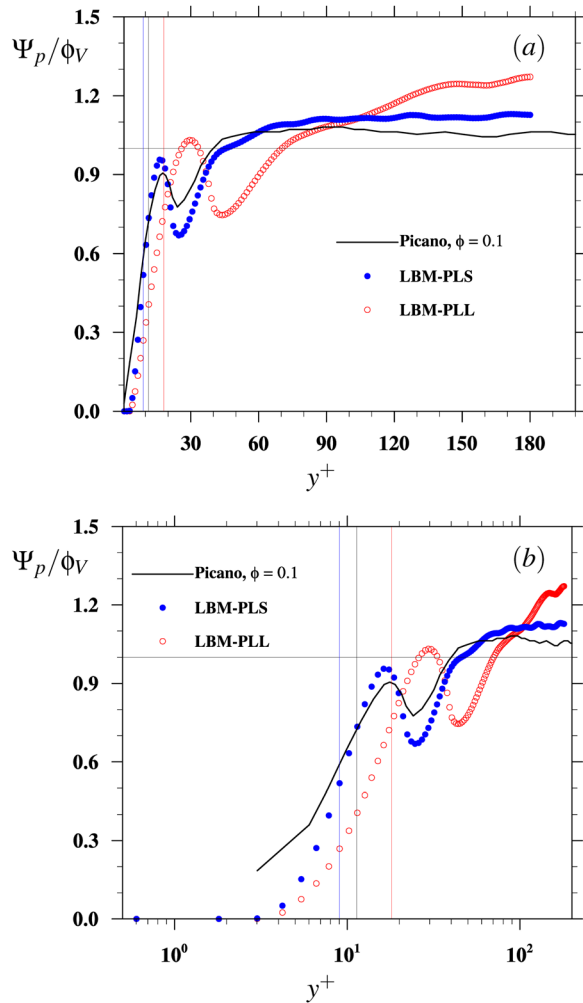 Ψp/ϕV
(a)
1.2
0.9
0.6
0.3
0.0
Picano, ϕ = 0.1
LBM-PLS
LBM-PLL
30 60 90 120 150 180
y⁺
Ψp/ϕV
(b)
Picano, ϕ = 0.1
LBM-PLS
LBM-PLL
1.5
1.2
0.9
0.6
0.3
0.0
10⁰ 10¹ 10²
y⁺